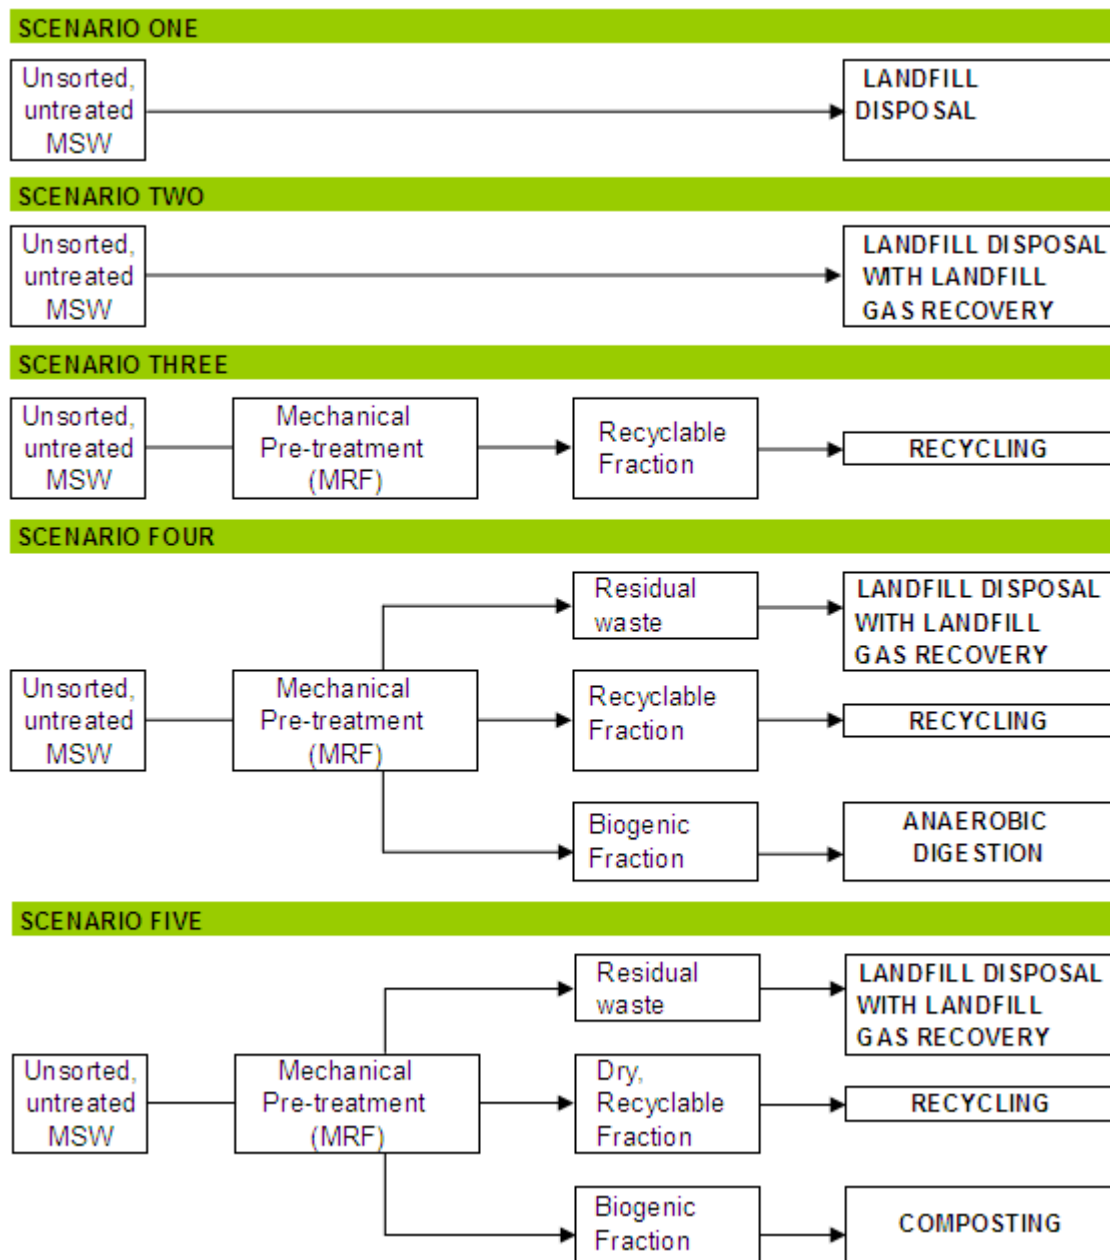 SCENARIO ONE
Unsorted,
untreated
MSW
LANDFILL
DISPOSAL
SCENARIO TWO
Unsorted,
untreated
MSW
LANDFILL DISPOSAL
WITH LANDFILL
GAS RECOVERY
SCENARIO THREE
Unsorted,
untreated
MSW
Mechanical
Pre-treatment
(MRF)
Recyclable
Fraction
RECYCLING
SCENARIO FOUR
Residual
waste
LANDFILL DISPOSAL
WITH LANDFILL
GAS RECOVERY
Unsorted,
untreated
MSW
Mechanical
Pre-treatment
(MRF)
Recyclable
Fraction
RECYCLING
Biogenic
Fraction
ANAEROBIC
DIGESTION
SCENARIO FIVE
Residual
waste
LANDFILL DISPOSAL
WITH LANDFILL
GAS RECOVERY
Unsorted,
untreated
MSW
Mechanical
Pre-treatment
(MRF)
Dry,
Recyclable
Fraction
RECYCLING
Biogenic
Fraction
COMPOSTING